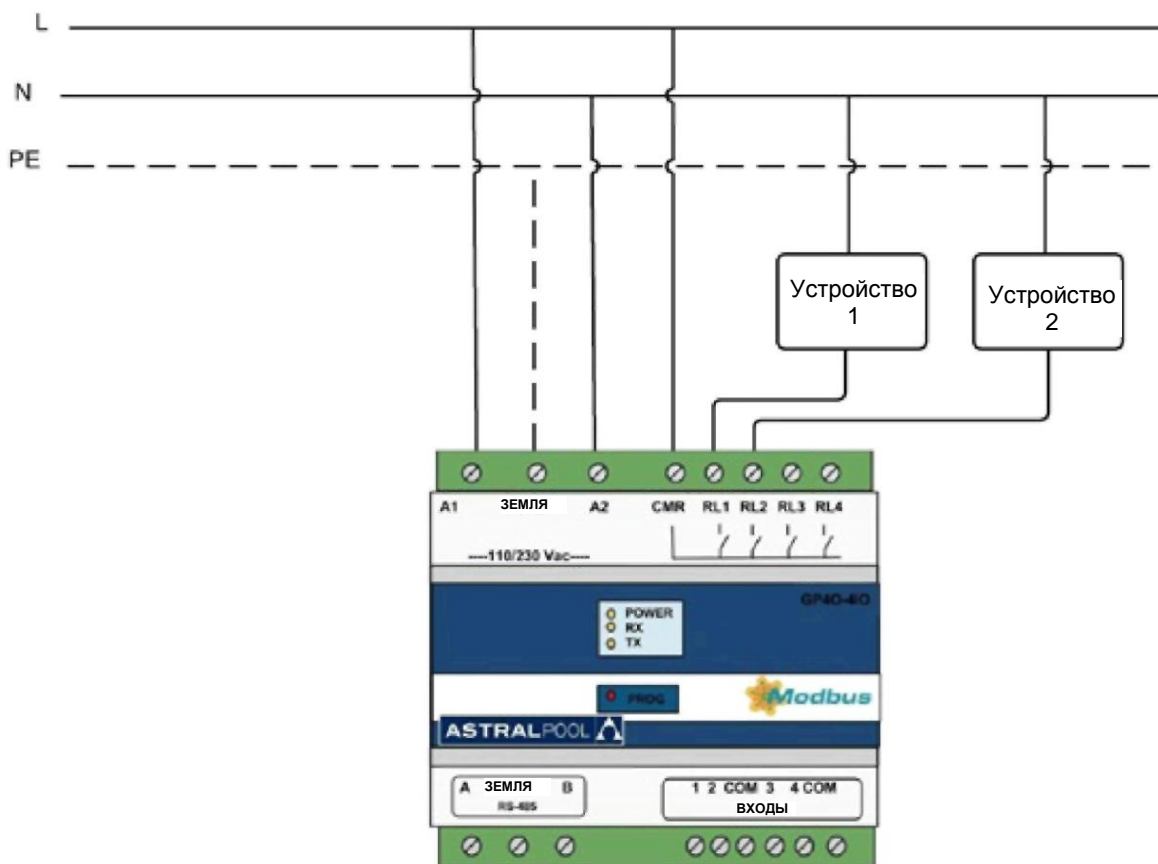 L
N
PE
Устройство
1
Устройство
2
A1 ЗЕМЛЯ A2 CMR RL1 RL2 RL3 RL4
----110/230 Vac----
GP4O-4IO
POWER
RX
TX
PROG
Modbus
ASTRALPOOL
A ЗЕМЛЯ B
RS-485
1 2 COM 3 4 COM
ВХОДЫ